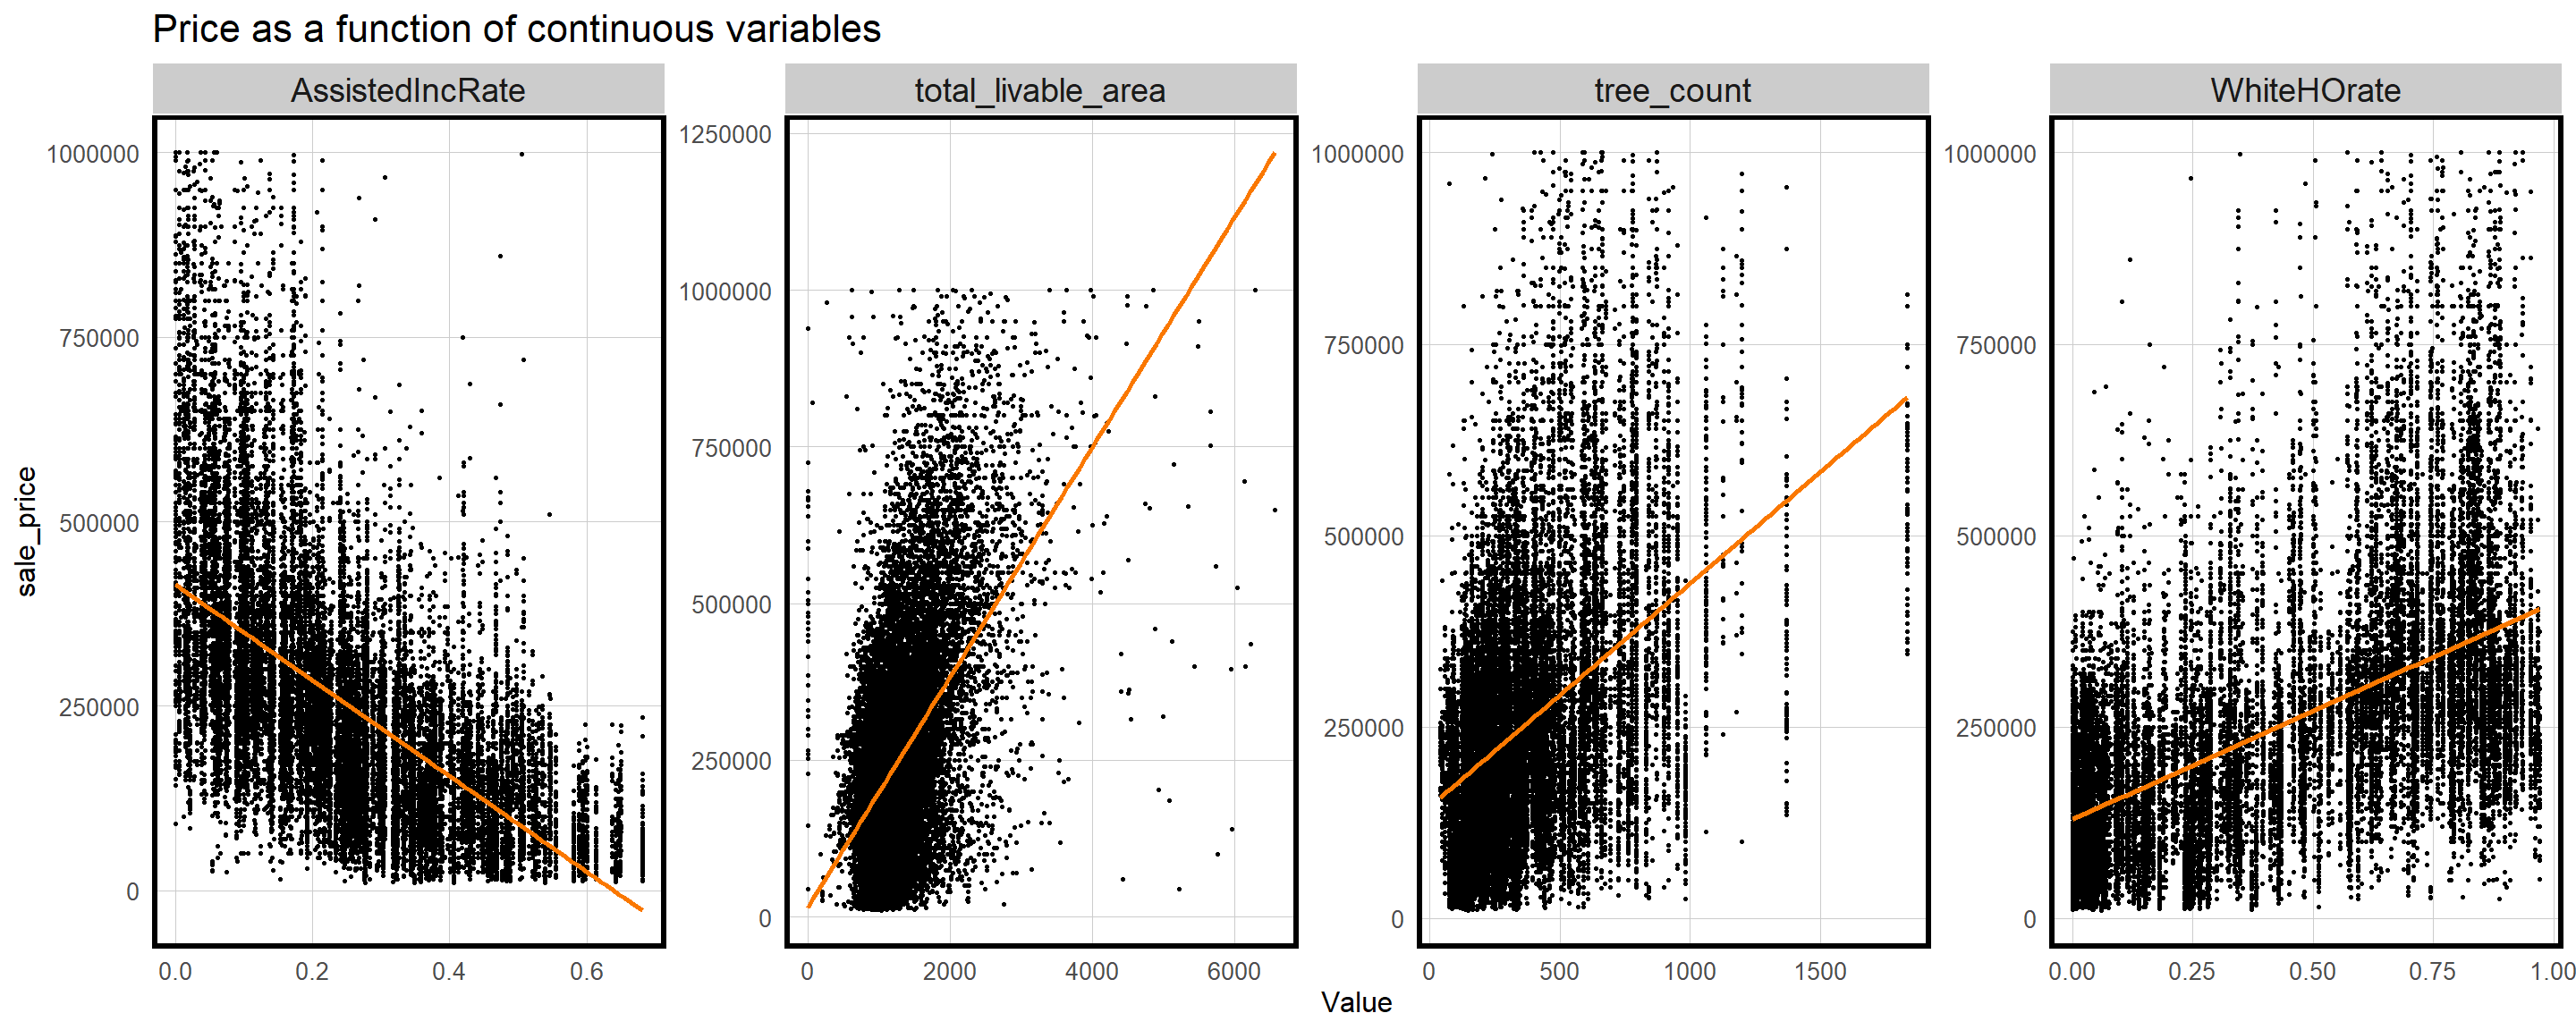 Price as a function of continuous variables
AssistedIncRate
total_livable_area
tree_count
WhiteHOrate
sale_price
1000000
750000
500000
250000
0
0.0 0.2 0.4 0.6
1250000
1000000
750000
500000
250000
0
0 2000 4000 6000
1000000
750000
500000
250000
0
0 500 1000 1500
1000000
750000
500000
250000
0
0.00 0.25 0.50 0.75 1.00
Value